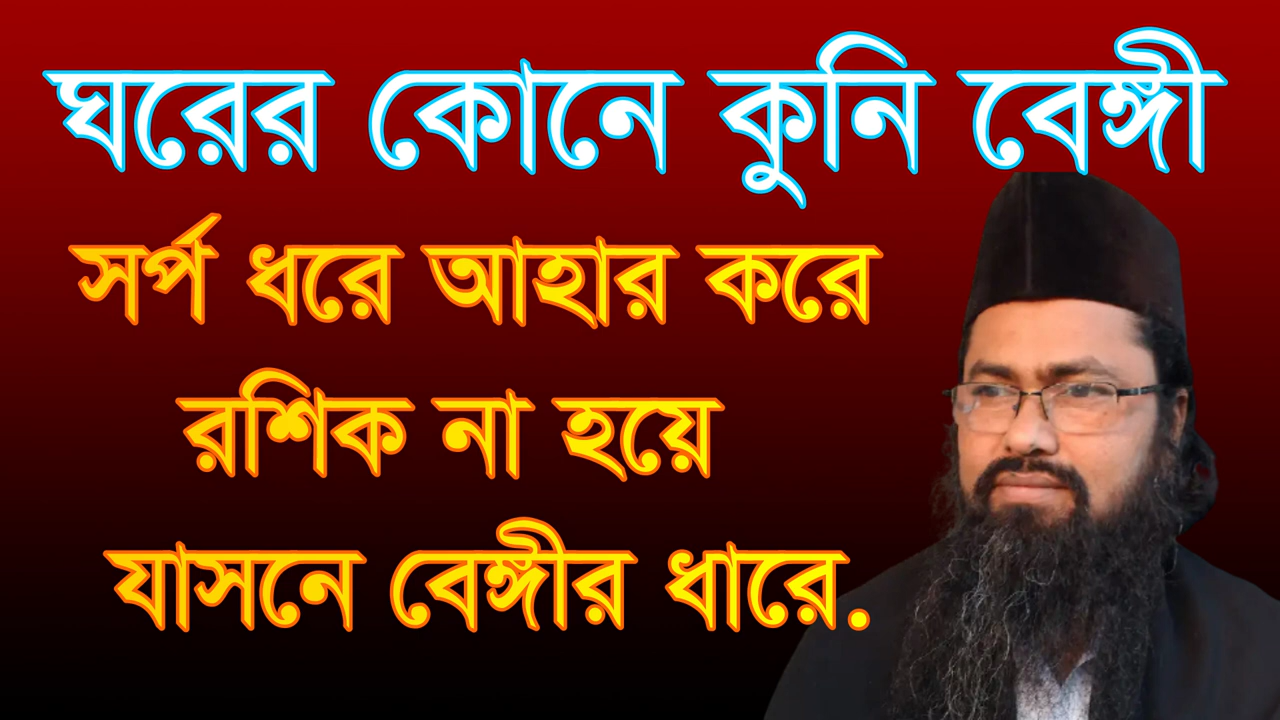 ঘরের কোনে কুনি বেঙ্গী
সর্প ধরে আহার করে
রশিক না হয়ে
যাসনে বেঙ্গীর ধারে.